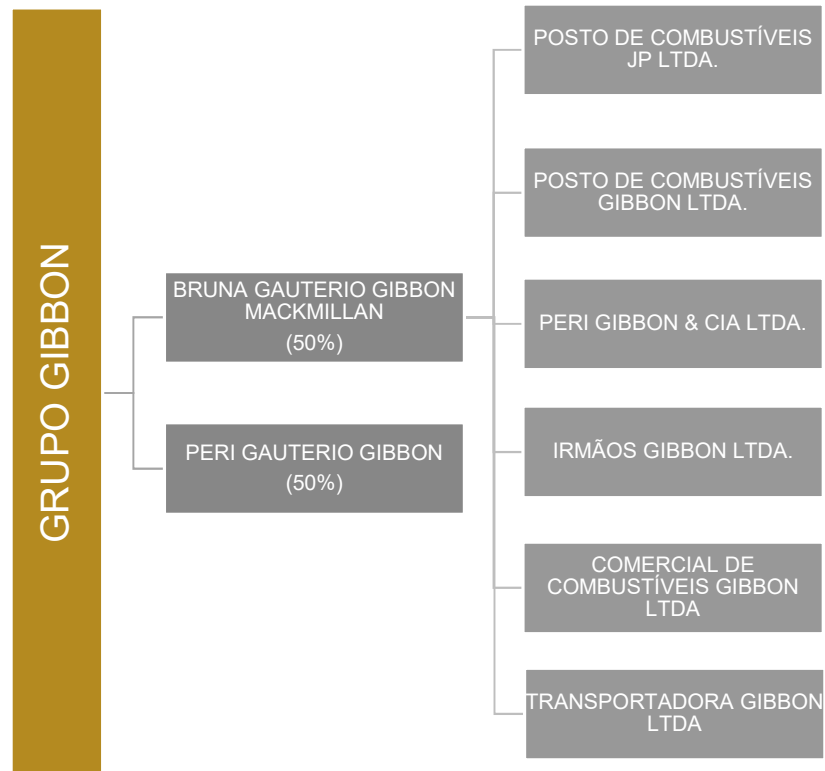 GRUPO GIBBON
BRUNA GAUTERIO GIBBON
MACKMILLAN
(50%)
PERI GAUTERIO GIBBON
(50%)
POSTO DE COMBUSTÍVEIS
JP LTDA.
POSTO DE COMBUSTÍVEIS
GIBBON LTDA.
PERI GIBBON & CIA LTDA.
IRMÃOS GIBBON LTDA.
COMERCIAL DE
COMBUSTÍVEIS GIBBON
LTDA
TRANSPORTADORA GIBBON
LTDA